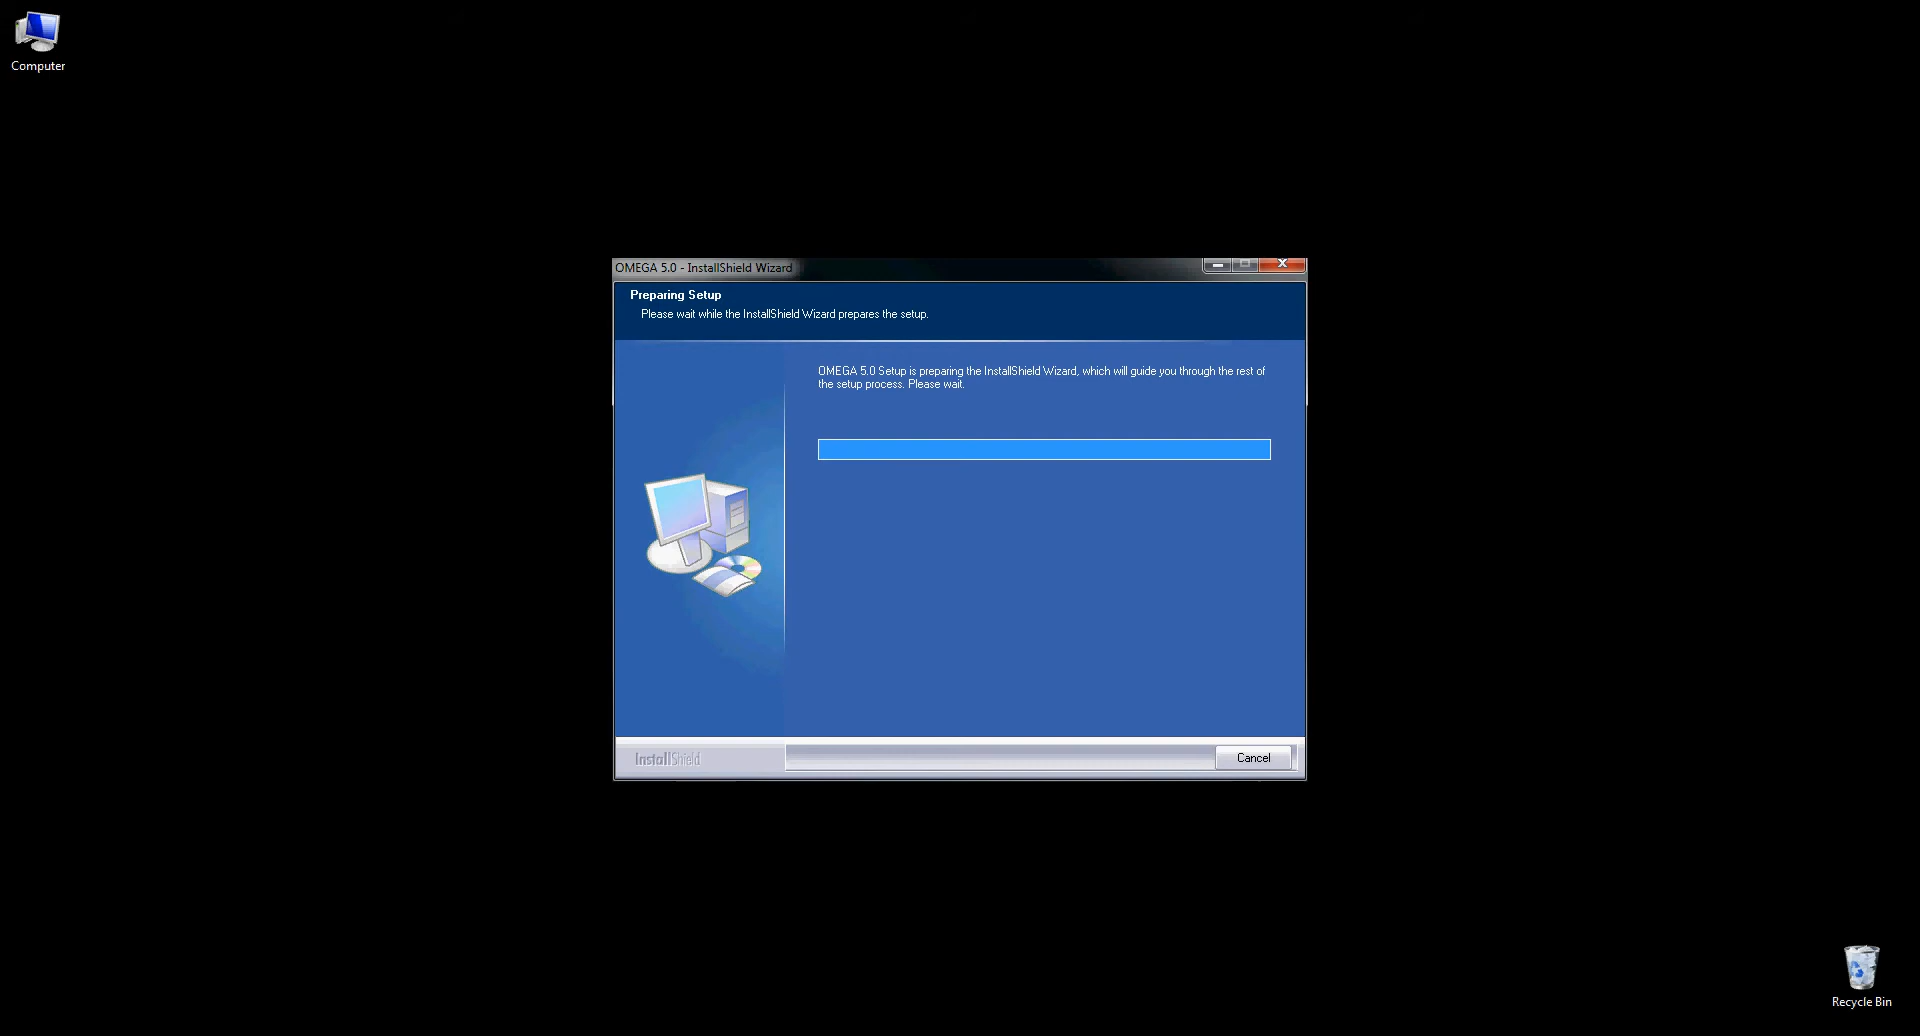 Computer
OMEGA 5.0 - InstallShield Wizard
Preparing Setup
Please wait while the InstallShield Wizard prepares the setup.
OMEGA 5.0 Setup is preparing the InstallShield Wizard, which will guide you through the rest of
the setup process. Please wait.
InstallShield
Cancel
Recycle Bin